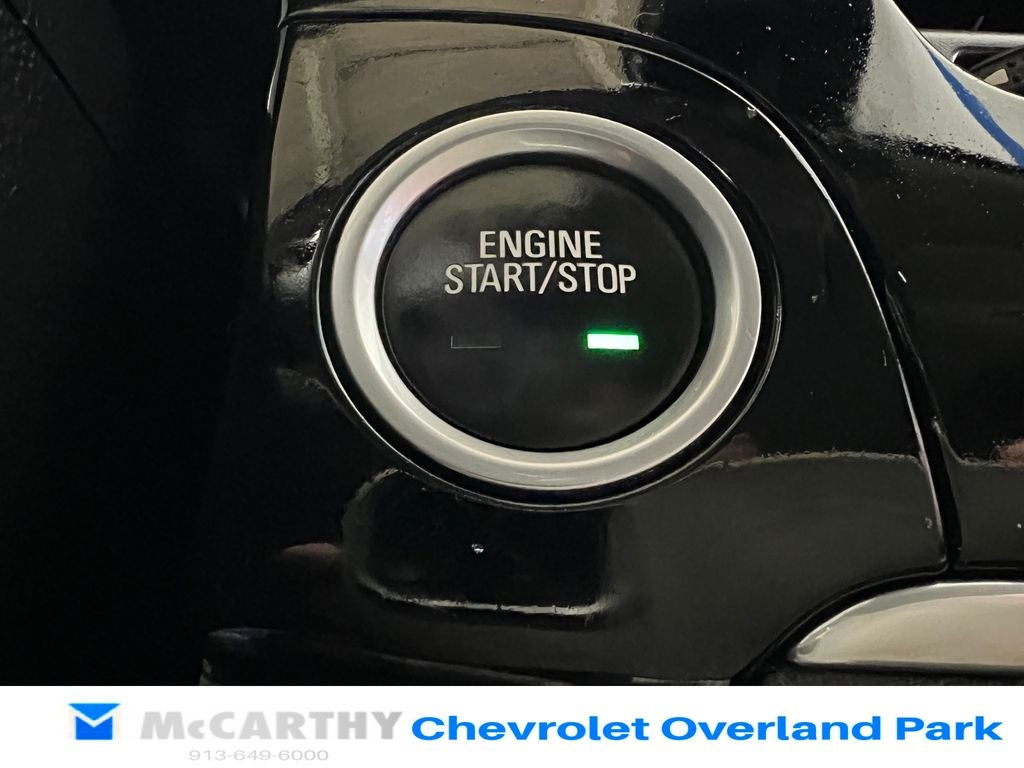 ENGINE
START/STOP
McCARTHY Chevrolet Overland Park
913-649-6000